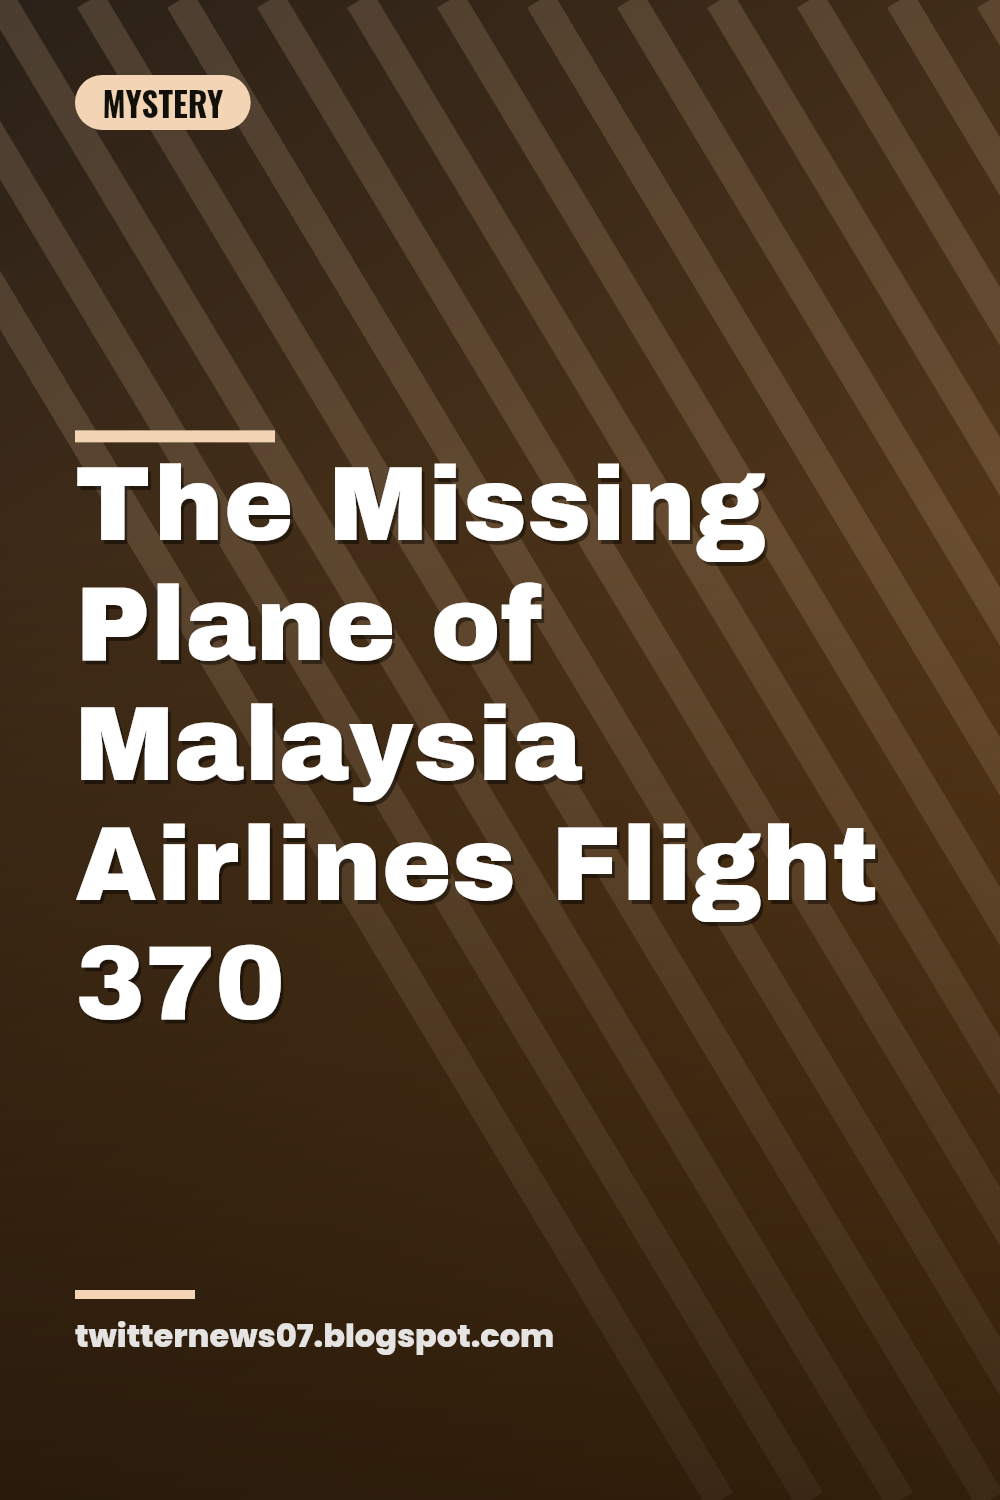 MYSTERY
The Missing
Plane of
Malaysia
Airlines Flight
370
twitternews07.blogspot.com